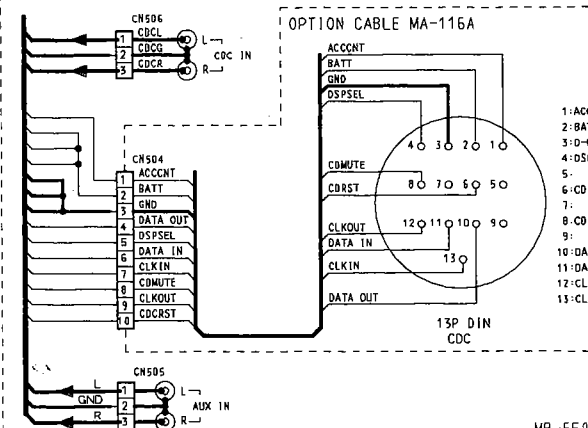 CN506
OPTION CABLE MA-116A
1 CDCL
2 CDCG
3 CDCR
L
R
CDC IN
ACCCNT
BATT
GND
DSPSEL
CDMUTE
CDRST
CLKOUT
DATA IN
CLKIN
DATA OUT
4 3 2 1
8 7 6 5
12 11 10 9
13
13P DIN
CDC
CN504
1 ACCCNT
2 BATT
3 GND
4 DATA OUT
5 DSPSEL
6 DATA IN
7 CLKIN
8 CDMUTE
9 CLKOUT
10 CDCRST
1:ACC
2:BA
3:D-
4:DS
5:
6:CD
7:
8:CD
9:
10:DA
11:DA
12:CL
13:CL
CN505
L 1
GND 2
R 3
L
R
AUX IN